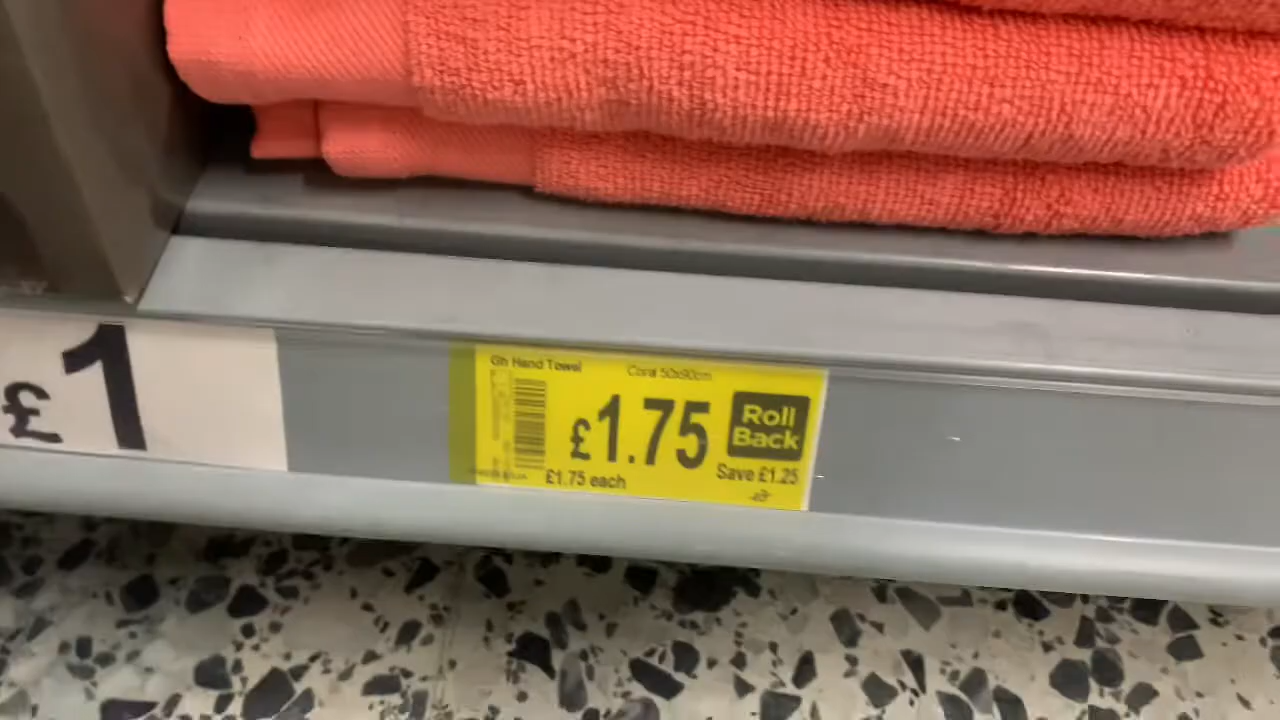 £1
Gh Hand Towel
Coral 50x90cm
£1.75
Roll
Back
£1.75 each
Save £1.25